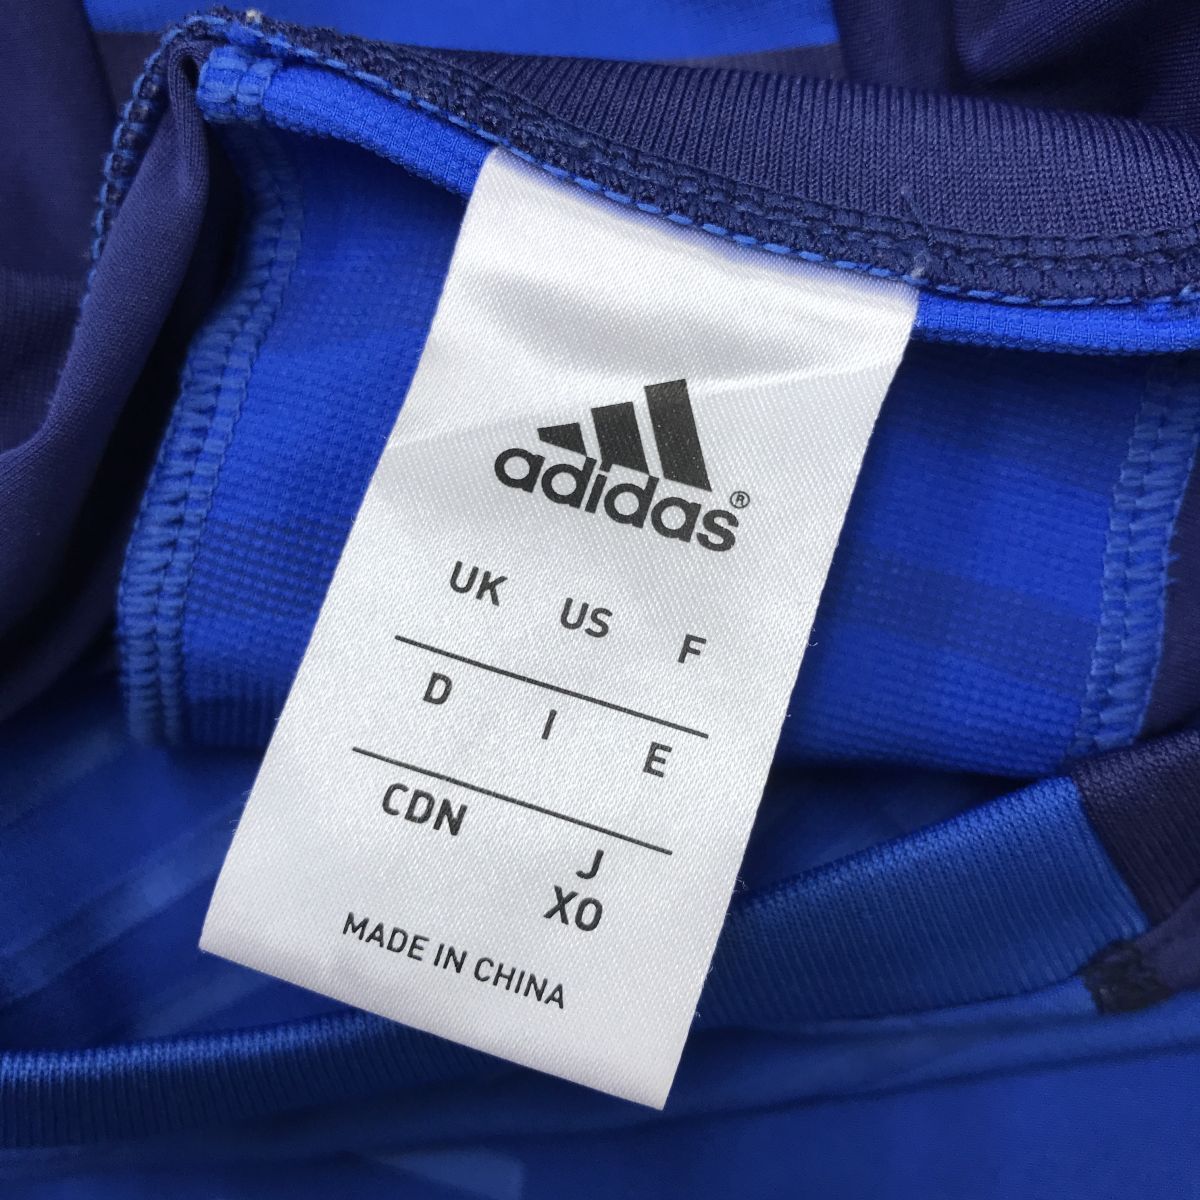 adidas®
UK US F
D I E
CDN J
XO
MADE IN CHINA